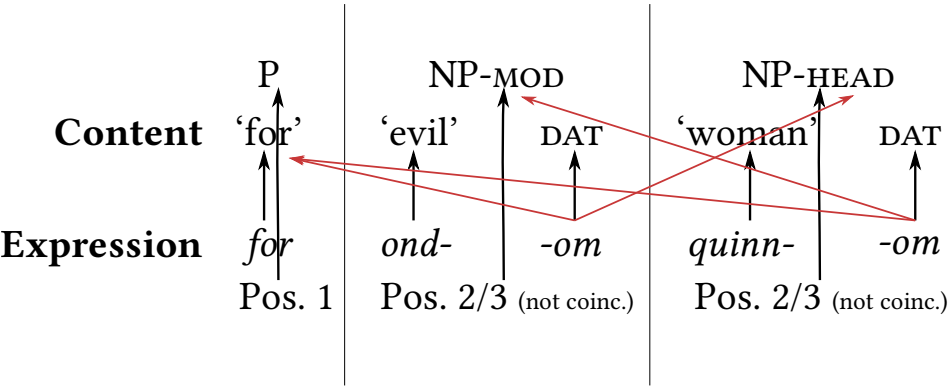 P NP-MOD NP-HEAD
Content ‘for’ ‘evil’ DAT ‘woman’ DAT
Expression for ond- -om quinn- -om
Pos. 1 Pos. 2/3 (not coinc.) Pos. 2/3 (not coinc.)